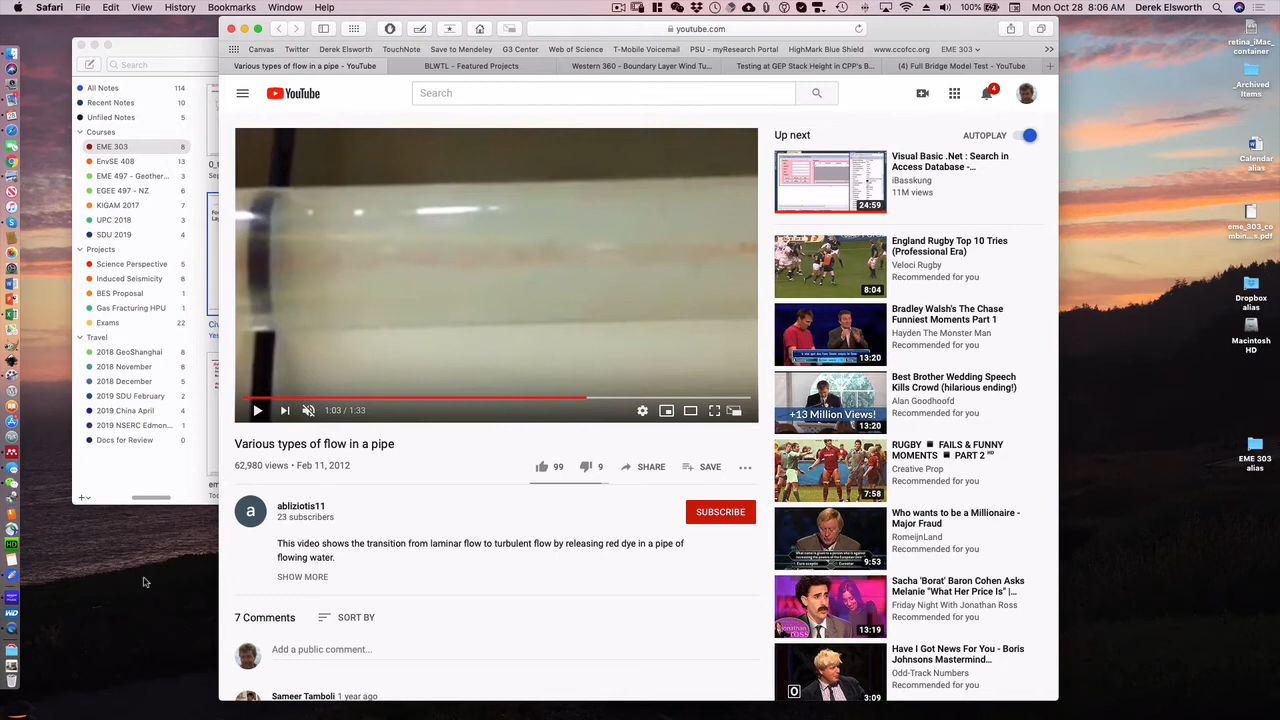 Safari File Edit View History Bookmarks Window Help
100% Mon Oct 28 8:06 AM Derek Elsworth
youtube.com
Canvas Twitter Derek Elsworth TouchNote Save to Mendeley G3 Center Web of Science T-Mobile Voicemail PSU - myResearch Portal HighMark Blue Shield www.ccofcc.org EME 303
Various types of flow in a pipe - YouTube
BLWTL - Featured Projects
Western 360 - Boundary Layer Wind Tu...
Testing at GEP Stack Height in CPP's B...
(4) Full Bridge Model Test - YouTube
Search
All Notes 114
Recent Notes 10
Unfiled Notes 5
Courses
EME 303 8
EnvSE 408 13
EME 497 - Geother... 3
EGEE 497 - NZ 7
KIGAM 2017 7
UPC 2018 3
SDU 2019 4
Projects
Science Perspective 5
Induced Seismicity 8
BES Proposal 1
Gas Fracturing HPU 1
Exams 22
Travel
2018 GeoShanghai 8
2018 November 8
2018 December 5
2019 SDU February 2
2019 China April 4
2019 NSERC Edmon... 1
Docs for Review 0
YouTube
Search
4
1:03 / 1:33
Various types of flow in a pipe
62,980 views • Feb 11, 2012
99 9 SHARE SAVE
a
abliziotis11
23 subscribers
SUBSCRIBE
This video shows the transition from laminar flow to turbulent flow by releasing red dye in a pipe of
flowing water.
SHOW MORE
7 Comments SORT BY
Add a public comment...
Sameer Tamboli 1 year ago
Up next AUTOPLAY
Visual Basic .Net : Search in
Access Database -...
iBasskung
11M views
24:59
England Rugby Top 10 Tries
(Professional Era)
Veloci Rugby
Recommended for you
8:04
Bradley Walsh's The Chase
Funniest Moments Part 1
Hayden The Monster Man
Recommended for you
13:20
Best Brother Wedding Speech
Kills Crowd (hilarious ending!)
Alan Goodhoofd
Recommended for you
+13 Million Views!
13:20
RUGBY FAILS & FUNNY
MOMENTS PART 2 HD
Creative Prop
Recommended for you
7:58
Who wants to be a Millionaire -
Major Fraud
RomeijnLand
Recommended for you
9:53
Sacha 'Borat' Baron Cohen Asks
Melanie "What Her Price Is" |...
Friday Night With Jonathan Ross
Recommended for you
13:19
Have I Got News For You - Boris
Johnsons Mastermind...
Odd-Track Numbers
Recommended for you
3:09
retina_iMac_
container
_Archived
Items
Calendar
alias
eme_303_co
mbin...s.pdf
Dropbox
alias
Macintosh
HD
EME 303
alias